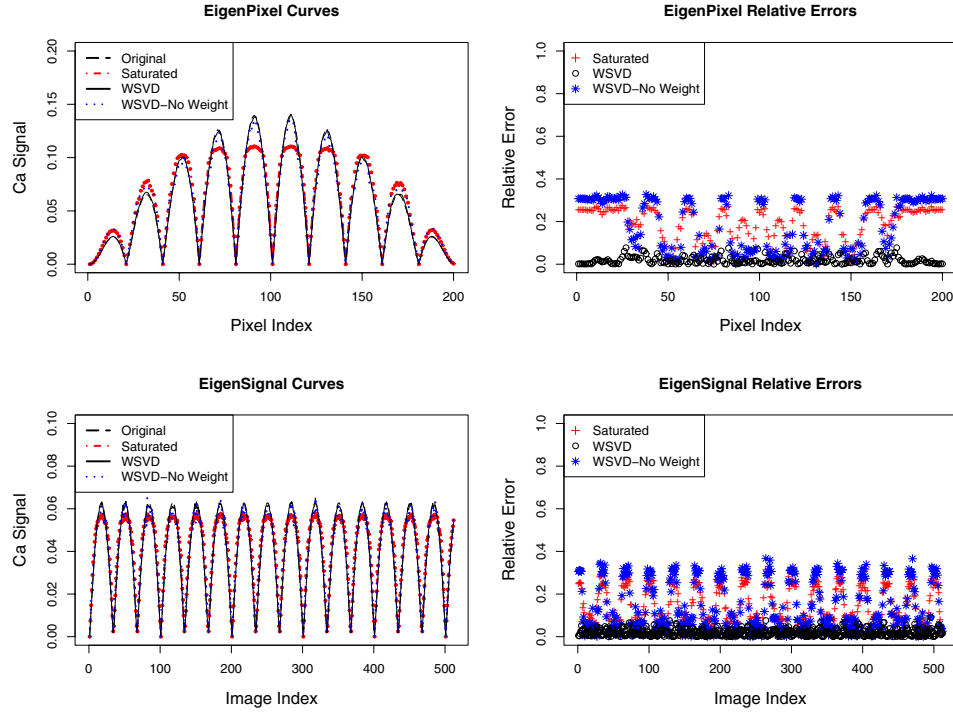 EigenPixel Curves
Ca Signal
0.20
0.15
0.10
0.05
0.00
Original
Saturated
WSVD
WSVD−No Weight
0
50
100
150
200
Pixel Index
EigenPixel Relative Errors
Relative Error
1.0
0.8
0.6
0.4
0.2
0.0
Saturated
WSVD
WSVD−No Weight
0
50
100
150
200
Pixel Index
EigenSignal Curves
Ca Signal
0.10
0.08
0.06
0.04
0.02
0.00
Original
Saturated
WSVD
WSVD−No Weight
0
100
200
300
400
500
Image Index
EigenSignal Relative Errors
Relative Error
1.0
0.8
0.6
0.4
0.2
0.0
Saturated
WSVD
WSVD−No Weight
0
100
200
300
400
500
Image Index